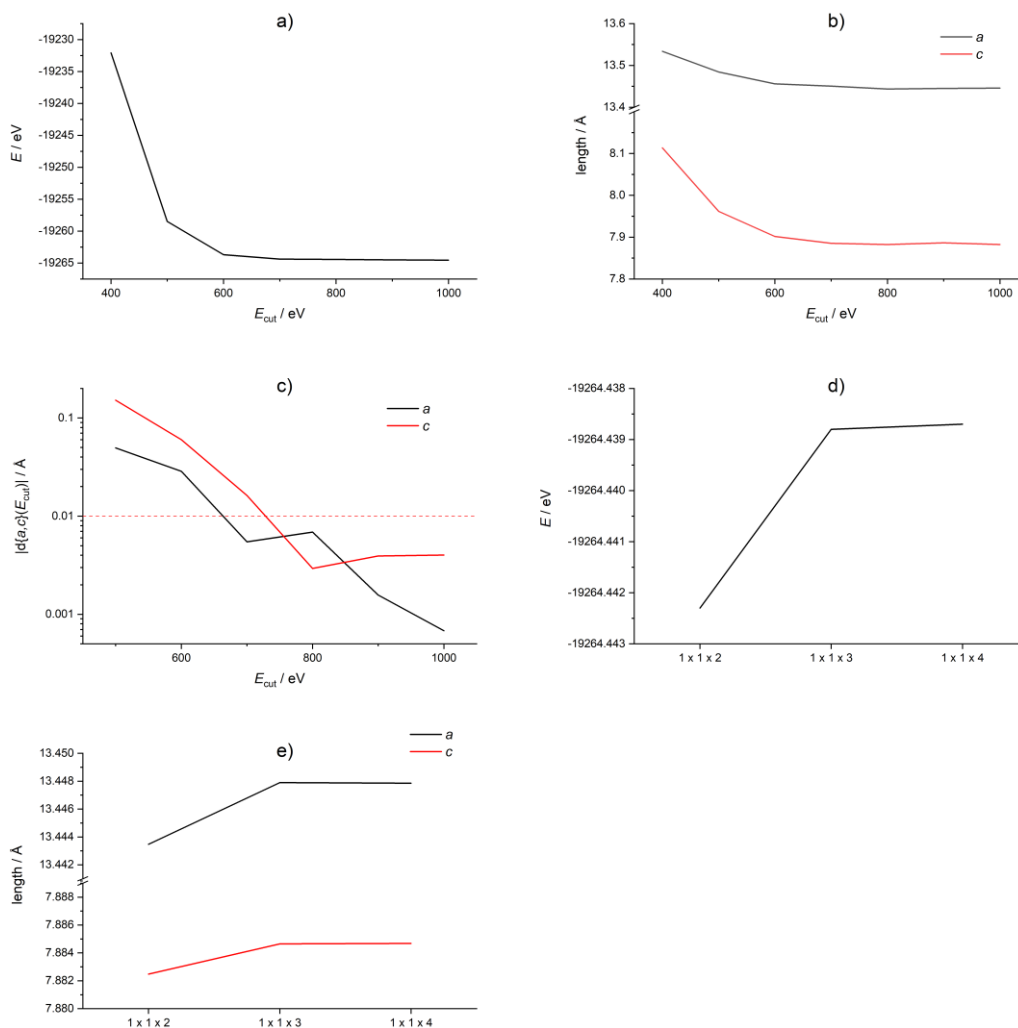 a)
-19230
-19235
-19240
-19245
-19250
-19255
-19260
-19265
E / eV
400
600
800
1000
E_cut / eV
b)
a
c
13.6
13.5
13.4
8.1
8.0
7.9
7.8
length / Å
400
500
600
700
800
900
1000
E_cut / eV
c)
a
c
0.1
0.01
0.001
|d{a,c}(E_cut)| / Å
600
800
1000
E_cut / eV
d)
-19264.438
-19264.439
-19264.440
-19264.441
-19264.442
-19264.443
E / eV
1 x 1 x 2
1 x 1 x 3
1 x 1 x 4
e)
a
c
13.450
13.448
13.446
13.444
13.442
7.888
7.886
7.884
7.882
7.880
length / Å
1 x 1 x 2
1 x 1 x 3
1 x 1 x 4